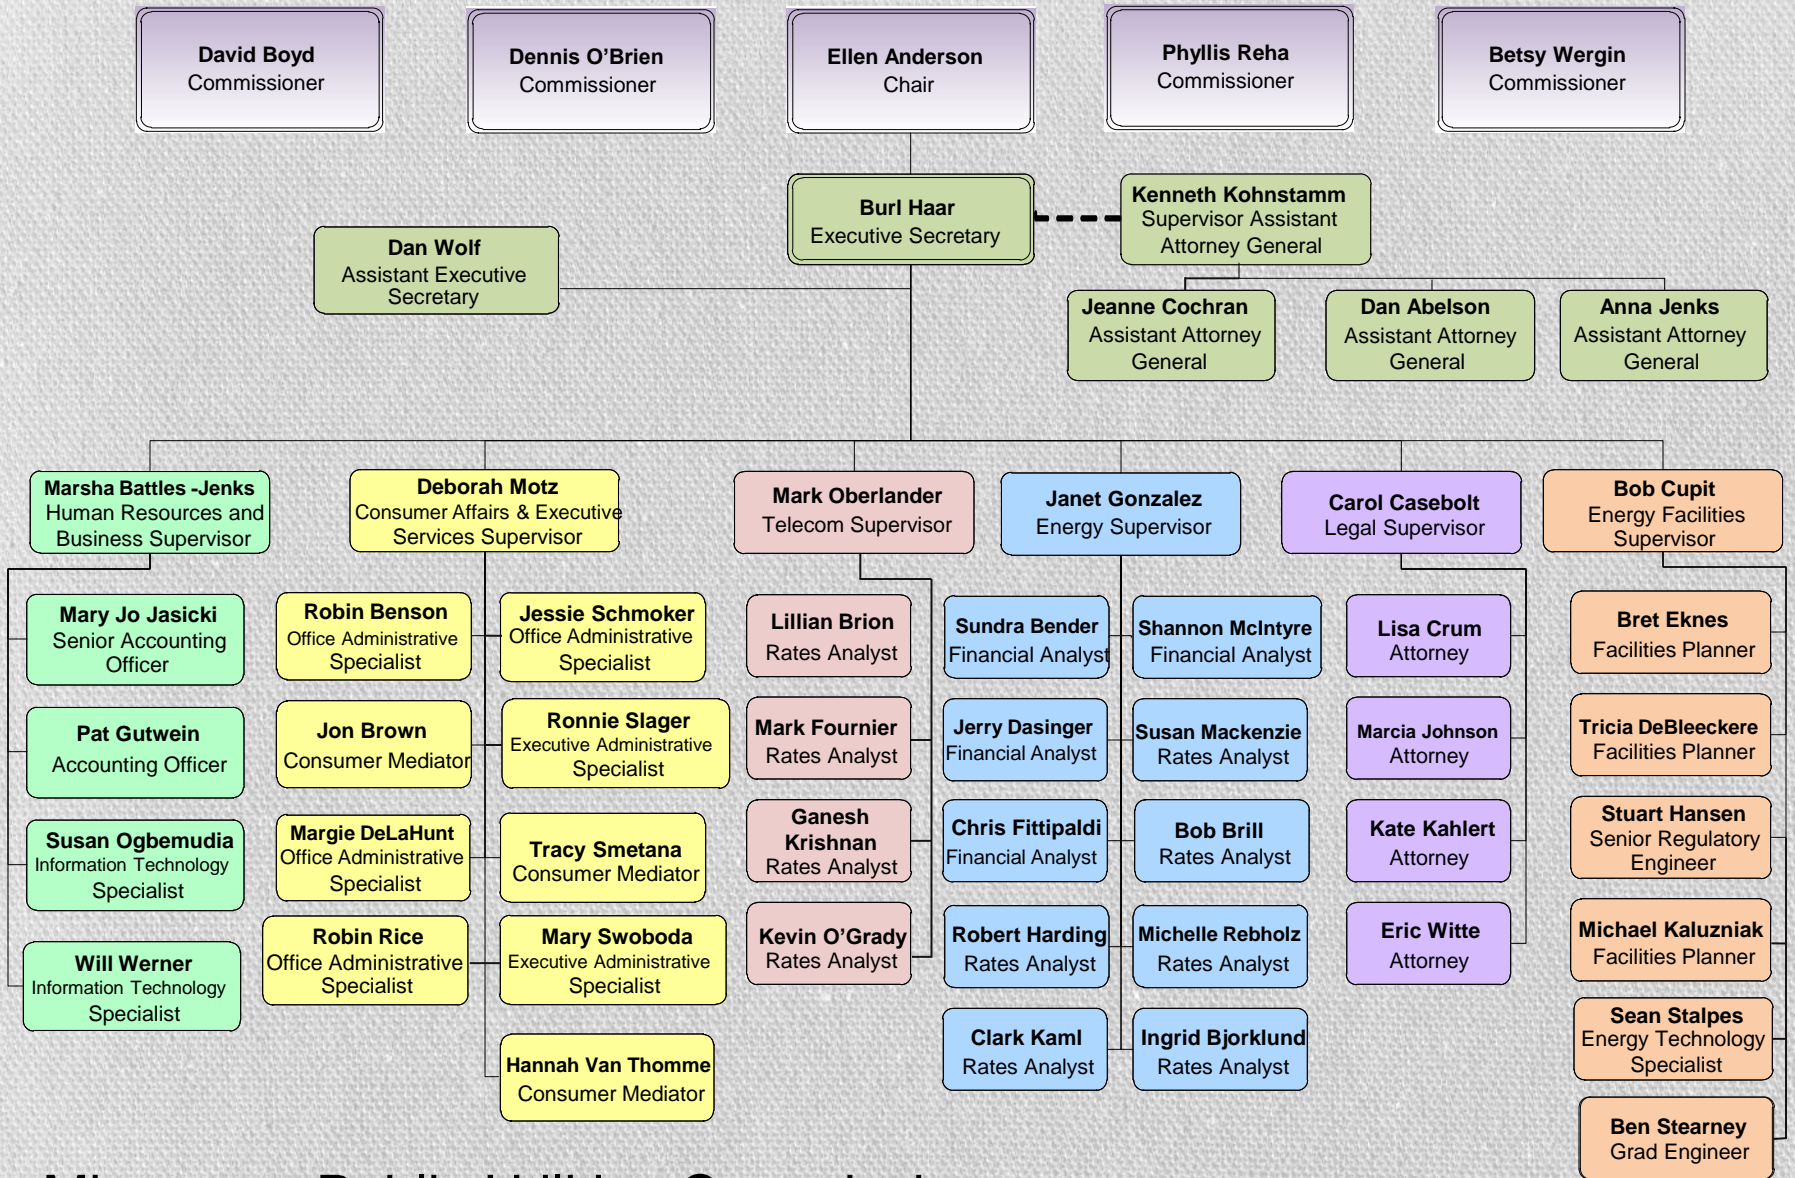 David Boyd
Commissioner
Dennis O'Brien
Commissioner
Ellen Anderson
Chair
Phyllis Reha
Commissioner
Betsy Wergin
Commissioner
Burl Haar
Executive Secretary
Kenneth Kohnstamm
Supervisor Assistant
Attorney General
Dan Wolf
Assistant Executive
Secretary
Jeanne Cochran
Assistant Attorney
General
Dan Abelson
Assistant Attorney
General
Anna Jenks
Assistant Attorney
General
Marsha Battles -Jenks
Human Resources and
Business Supervisor
Deborah Motz
Consumer Affairs & Executive
Services Supervisor
Mark Oberlander
Telecom Supervisor
Janet Gonzalez
Energy Supervisor
Carol Casebolt
Legal Supervisor
Bob Cupit
Energy Facilities
Supervisor
Mary Jo Jasicki
Senior Accounting
Officer
Pat Gutwein
Accounting Officer
Susan Ogbemudia
Information Technology
Specialist
Will Werner
Information Technology
Specialist
Robin Benson
Office Administrative
Specialist
Jessie Schmoker
Office Administrative
Specialist
Jon Brown
Consumer Mediator
Ronnie Slager
Executive Administrative
Specialist
Margie DeLaHunt
Office Administrative
Specialist
Tracy Smetana
Consumer Mediator
Robin Rice
Office Administrative
Specialist
Mary Swoboda
Executive Administrative
Specialist
Hannah Van Thomme
Consumer Mediator
Lillian Brion
Rates Analyst
Mark Fournier
Rates Analyst
Ganesh
Krishnan
Rates Analyst
Kevin O'Grady
Rates Analyst
Sundra Bender
Financial Analyst
Shannon McIntyre
Financial Analyst
Jerry Dasinger
Financial Analyst
Susan Mackenzie
Rates Analyst
Chris Fittipaldi
Financial Analyst
Bob Brill
Rates Analyst
Robert Harding
Rates Analyst
Michelle Rebholz
Rates Analyst
Clark Kaml
Rates Analyst
Ingrid Bjorklund
Rates Analyst
Lisa Crum
Attorney
Marcia Johnson
Attorney
Kate Kahlert
Attorney
Eric Witte
Attorney
Bret Eknes
Facilities Planner
Tricia DeBleeckere
Facilities Planner
Stuart Hansen
Senior Regulatory
Engineer
Michael Kaluzniak
Facilities Planner
Sean Stalpes
Energy Technology
Specialist
Ben Stearney
Grad Engineer